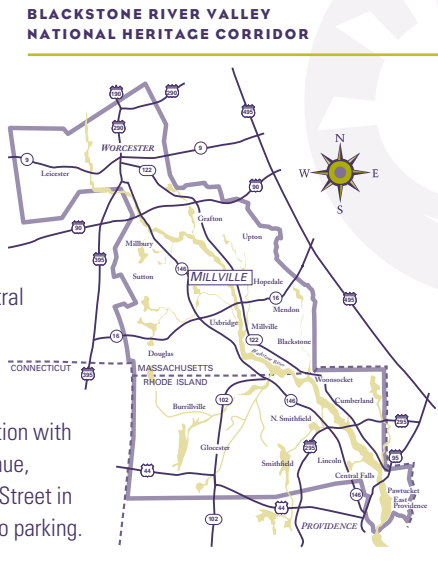 BLACKSTONE RIVER VALLEY
NATIONAL HERITAGE CORRIDOR
190
290
495
290
N
WORCESTER
9
9
W
E
Leicester
122
90
S
Grafton
90
Upton
Millbury
395
146
Sutton
MILLVILLE
Hopedale
tral
16
495
Mendon
Uxbridge
Millville
16
122
Blackstone
Douglas
CONNECTICUT
MASSACHUSETTS
395
RHODE ISLAND
Woonsocket
102
146
Cumberland
Burrillville
N. Smithfield
295
tion with
295
Glocester
Lincoln
95
nue,
44
Smithfield
Central Falls
Street in
146
Pawtucket
East
Providence
44
102
PROVIDENCE
o parking.